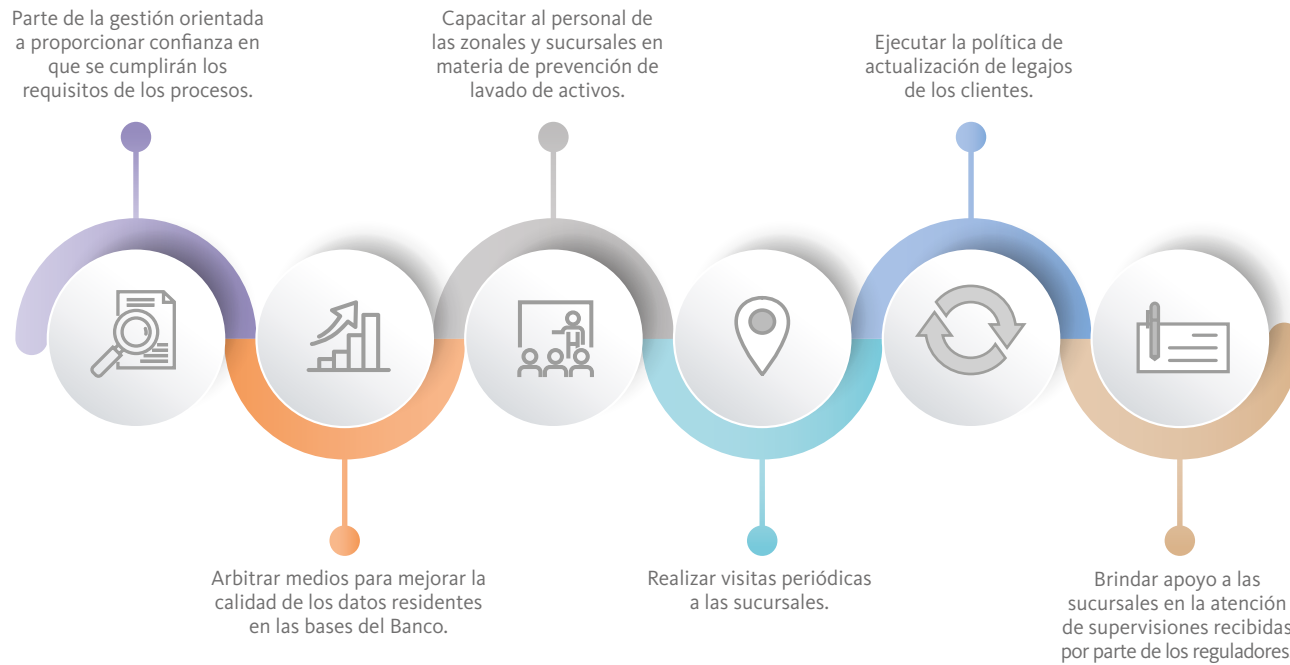 Parte de la gestión orientada
a proporcionar confianza en
que se cumplirán los
requisitos de los procesos.
Arbitrar medios para mejorar la
calidad de los datos residentes
en las bases del Banco.
Capacitar al personal de
las zonales y sucursales en
materia de prevención de
lavado de activos.
Realizar visitas periódicas
a las sucursales.
Ejecutar la política de
actualización de legajos
de los clientes.
Brindar apoyo a las
sucursales en la atención
de supervisiones recibidas
por parte de los reguladores.